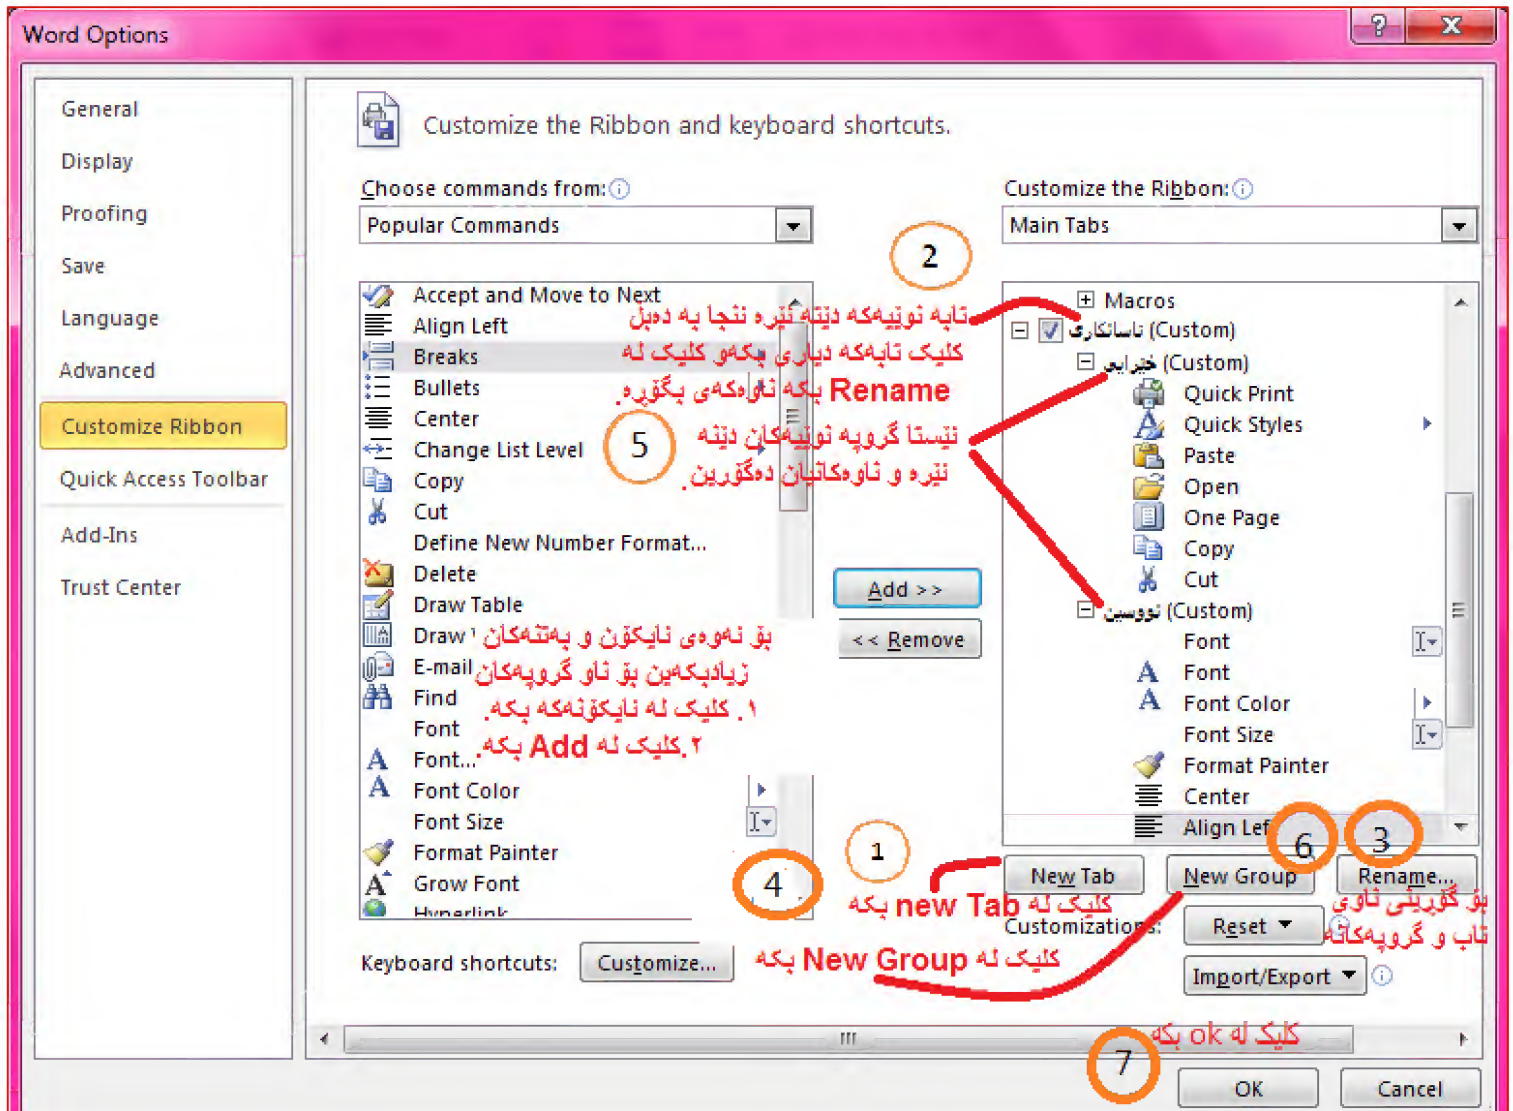 Word Options
General
Display
Proofing
Save
Language
Advanced
Customize Ribbon
Quick Access Toolbar
Add-Ins
Trust Center
Customize the Ribbon and keyboard shortcuts.
Choose commands from:
Popular Commands
Accept and Move to Next
Align Left
Breaks
Bullets
Center
Change List Level
Copy
Cut
Define New Number Format...
Delete
Draw Table
Draw
E-mail
Find
Font
Font...
Font Color
Font Size
Format Painter
Grow Font
Hyperlink
Keyboard shortcuts:
Customize...
Add >>
<< Remove
Customize the Ribbon:
Main Tabs
Macros
ئاسانکاری (Custom)
خێرایی (Custom)
Quick Print
Quick Styles
Paste
Open
One Page
Copy
Cut
نووسین (Custom)
Font
Font
Font Color
Font Size
Format Painter
Center
Align Left
New Tab
New Group
Rename...
Customizations:
Reset
Import/Export
OK
Cancel
1
کلیک لە new Tab بکە
2
تابە نوێیەکە دێتە ئێرە ئنجا بە دەبڵ
کلیک تابەکە دیاری بکەو کلیک لە
Rename بکە ناوەکەی بگۆڕە.
3
بۆ گۆڕینی ناوی
تاب و گروپەکانە
4
کلیک لە New Group بکە
5
ئێستا گروپە نوێیەکان دێنە
ئێرە و ناوەکانیان دەگۆڕین.
6
بۆ ئەوەی ئایکۆن و بەتنەکان
زیادبکەین بۆ ناو گروپەکان
١. کلیک لە ئایکۆنەکە بکە.
٢.کلیک لە Add بکە.
7
کلیک لە ok بکە